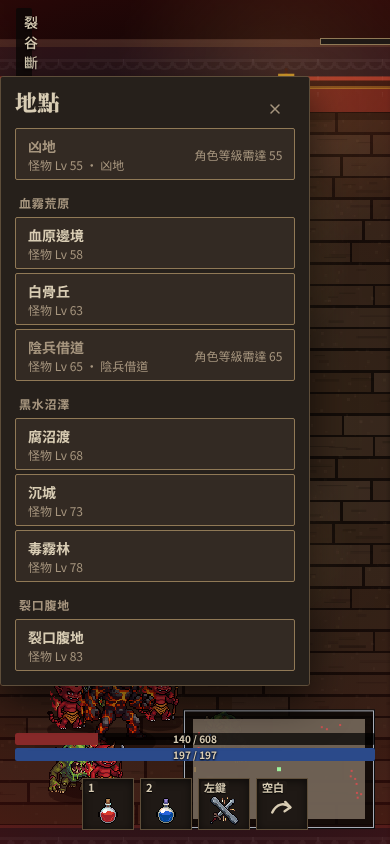 裂
谷
斷
地點
×
凶地
怪物 Lv 55 · 凶地
角色等級需達 55
血霧荒原
血原邊境
怪物 Lv 58
白骨丘
怪物 Lv 63
陰兵借道
怪物 Lv 65 · 陰兵借道
角色等級需達 65
黑水沼澤
腐沼渡
怪物 Lv 68
沉城
怪物 Lv 73
毒霧林
怪物 Lv 78
裂口腹地
裂口腹地
怪物 Lv 83
140 / 608
197 / 197
1
2
左鍵
空白